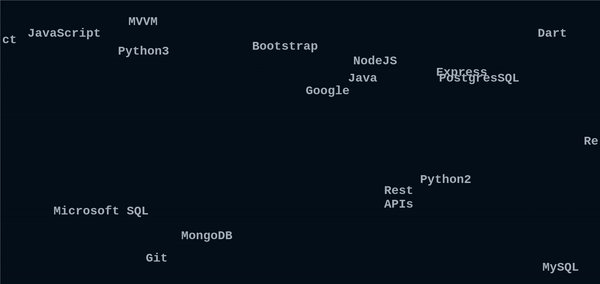 MVVM
JavaScript
Dart
ct
Bootstrap
Python3
NodeJS
Express
Java
PostgresSQL
Google
Re
Python2
Rest
APIs
Microsoft SQL
MongoDB
Git
MySQL